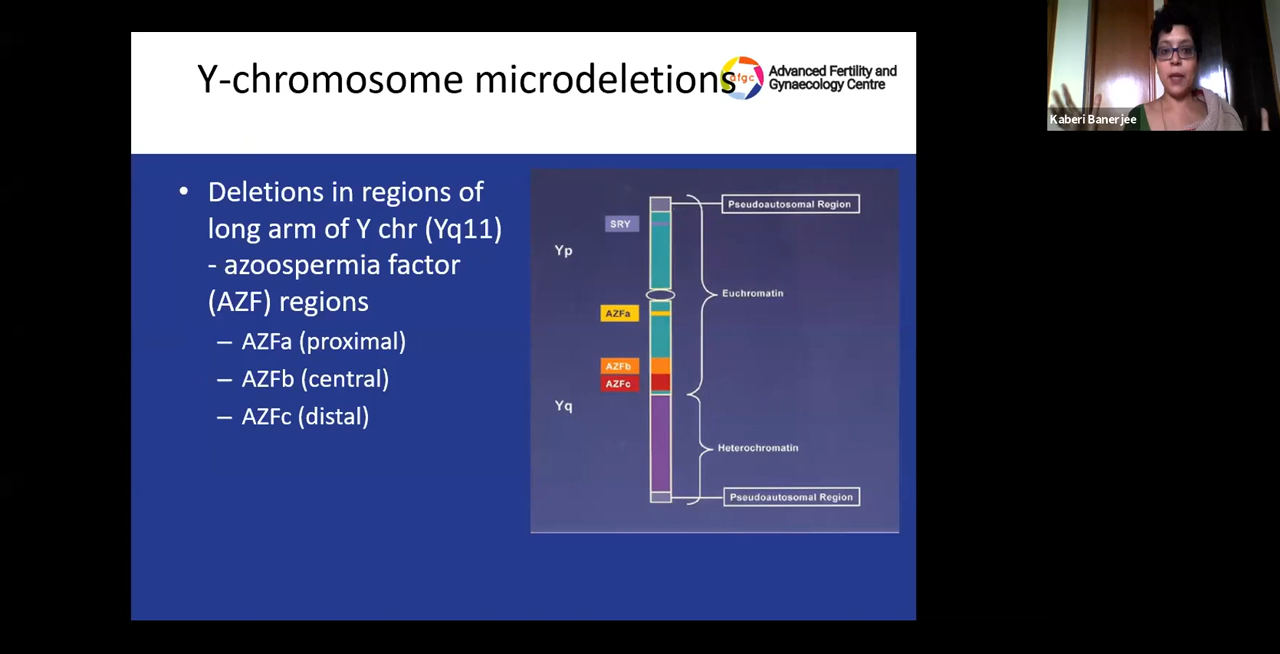 Y-chromosome microdeletions
afgc
Advanced Fertility and
Gynaecology Centre
Kaberi Banerjee
• Deletions in regions of
long arm of Y chr (Yq11)
- azoospermia factor
(AZF) regions
– AZFa (proximal)
– AZFb (central)
– AZFc (distal)
Pseudoautosomal Region
SRY
Yp
Euchromatin
AZFa
AZFb
AZFc
Yq
Heterochromatin
Pseudoautosomal Region